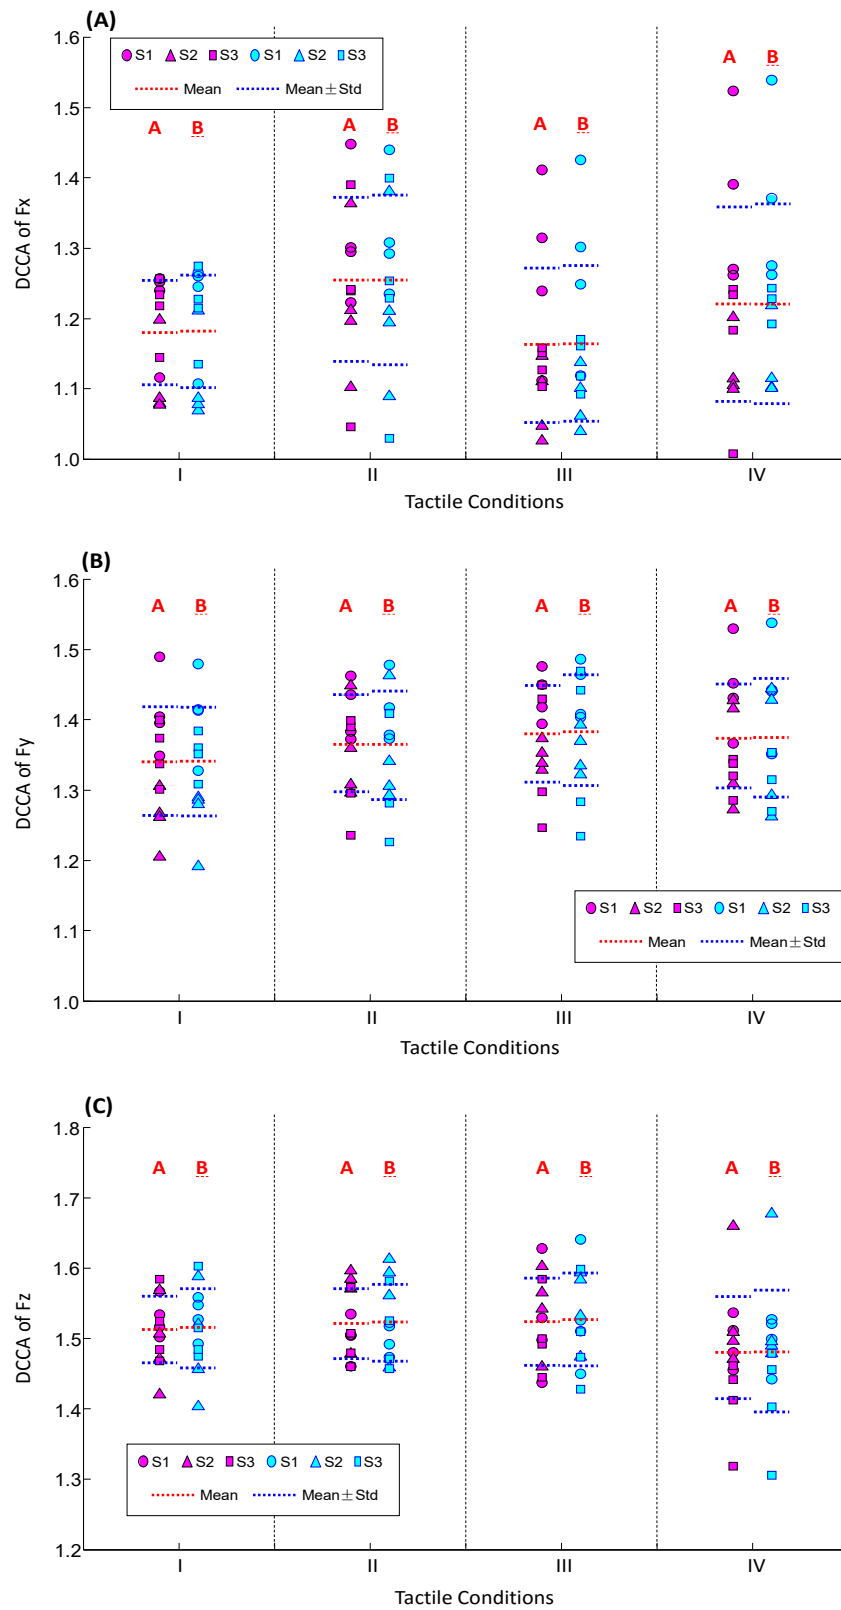 (A)
1.6
S1 S2 S3 S1 S2 S3
Mean Mean±Std
A B
A B
A B
A B
1.5
1.4
1.3
1.2
1.1
1.0
DCCA of Fx
I II III IV
Tactile Conditions
(B)
1.6
A B
A B
A B
A B
1.5
1.4
1.3
1.2
1.1
1.0
DCCA of Fy
S1 S2 S3 S1 S2 S3
Mean Mean±Std
I II III IV
Tactile Conditions
(C)
1.8
A B
A B
A B
A B
1.7
1.6
1.5
1.4
1.3
1.2
DCCA of Fz
S1 S2 S3 S1 S2 S3
Mean Mean±Std
I II III IV
Tactile Conditions